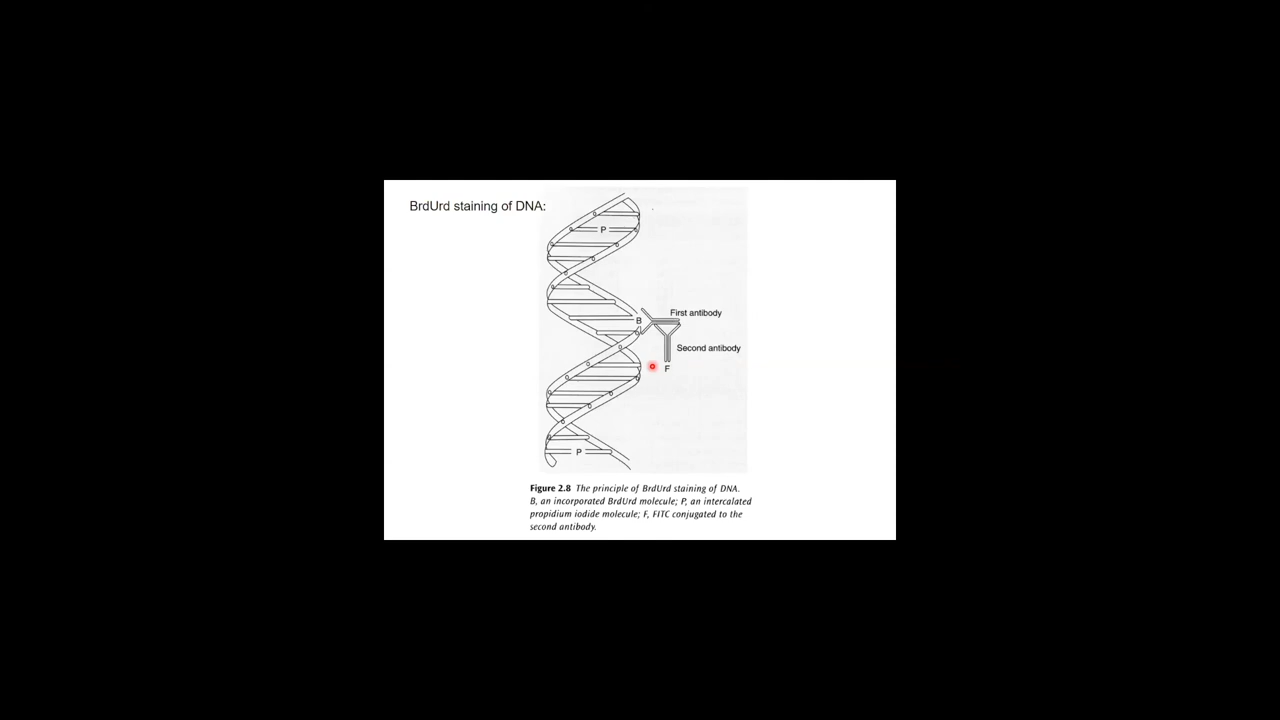 BrdUrd staining of DNA:
P
First antibody
B
Second antibody
F
P
Figure 2.8 The principle of BrdUrd staining of DNA.
B, an incorporated BrdUrd molecule; P, an intercalated
propidium iodide molecule; F, FITC conjugated to the
second antibody.